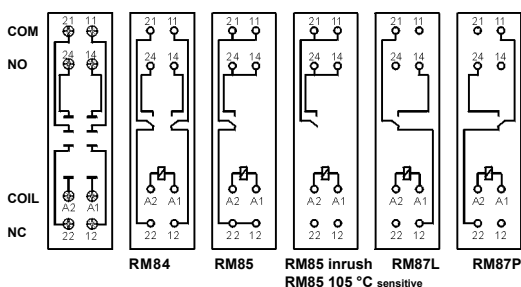 21 11 21 11 21 11 21 11 21 11 21 11
COM
NO
24 14 24 14 24 14 24 14 24 14 24 14
COIL
A2 A1 A2 A1 A2 A1 A2 A1 A2 A1 A2 A1
NC
22 12 22 12 22 12 22 12 22 12 22 12
RM84 RM85 RM85 inrush RM87L RM87P
RM85 105 °C sensitive